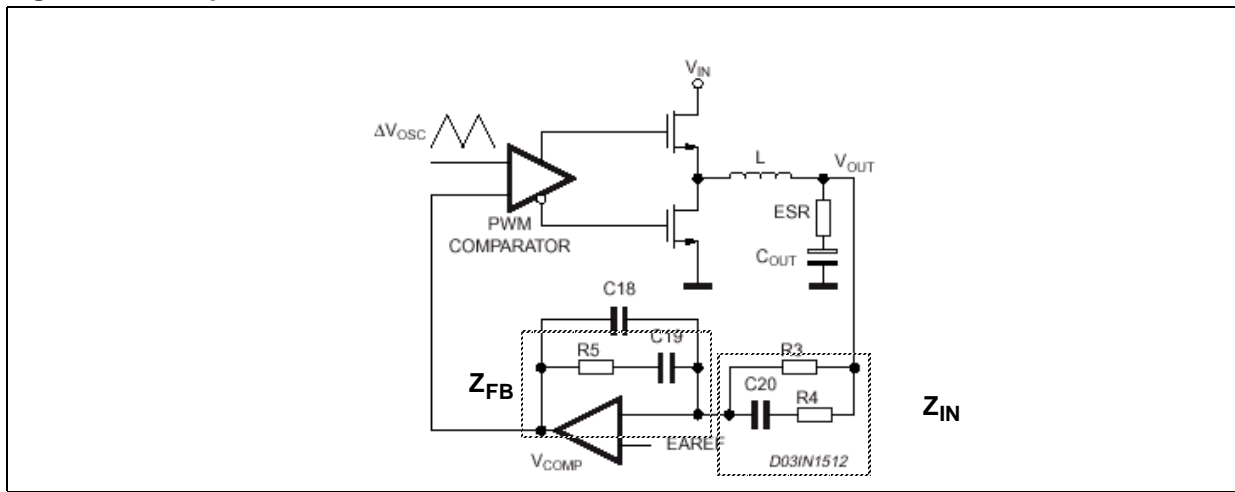 V_IN
ΔV_OSC
L
V_OUT
ESR
PWM
COMPARATOR
C_OUT
C18
C19
R5
R3
C20
R4
Z_FB
Z_IN
EAREF
V_COMP
D03IN1512